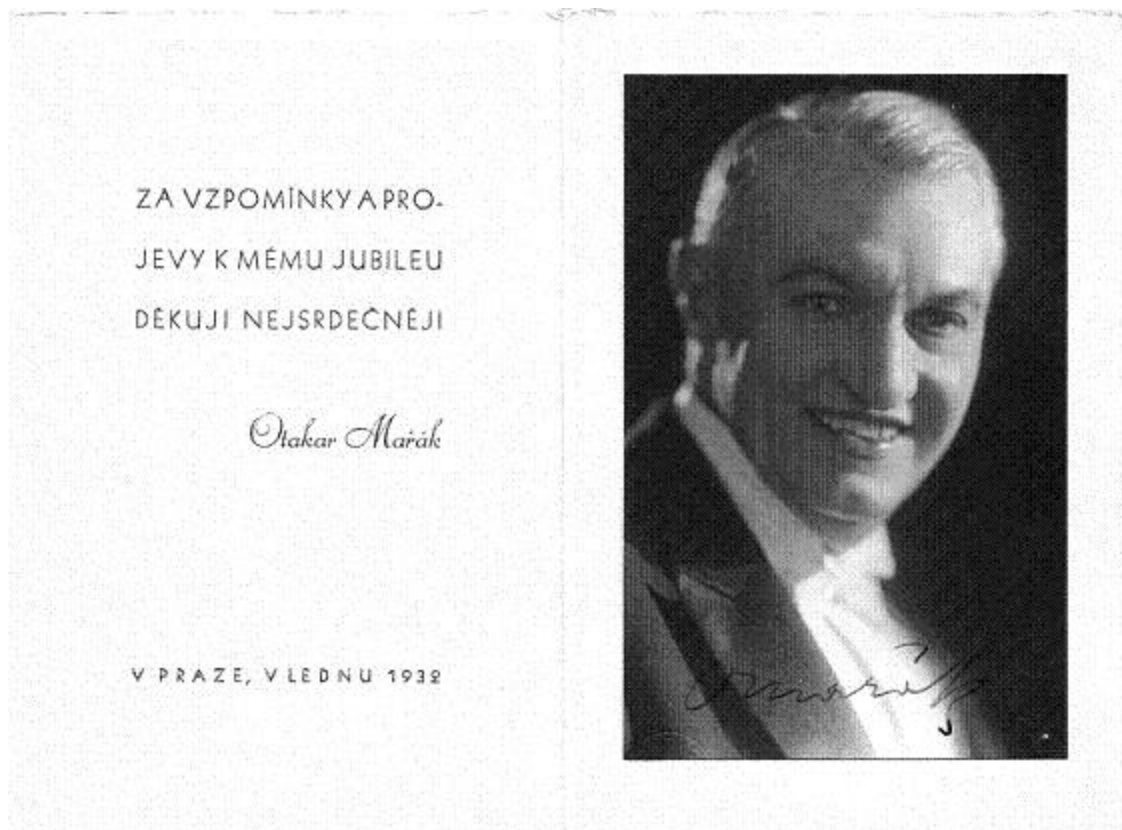 ZA VZPOMÍNKY A PRO-
JEVY K MÉMU JUBILEU
DĚKUJI NEJSRDEČNĚJI
Otakar Mařák
V PRAZE, V LEDNU 1932